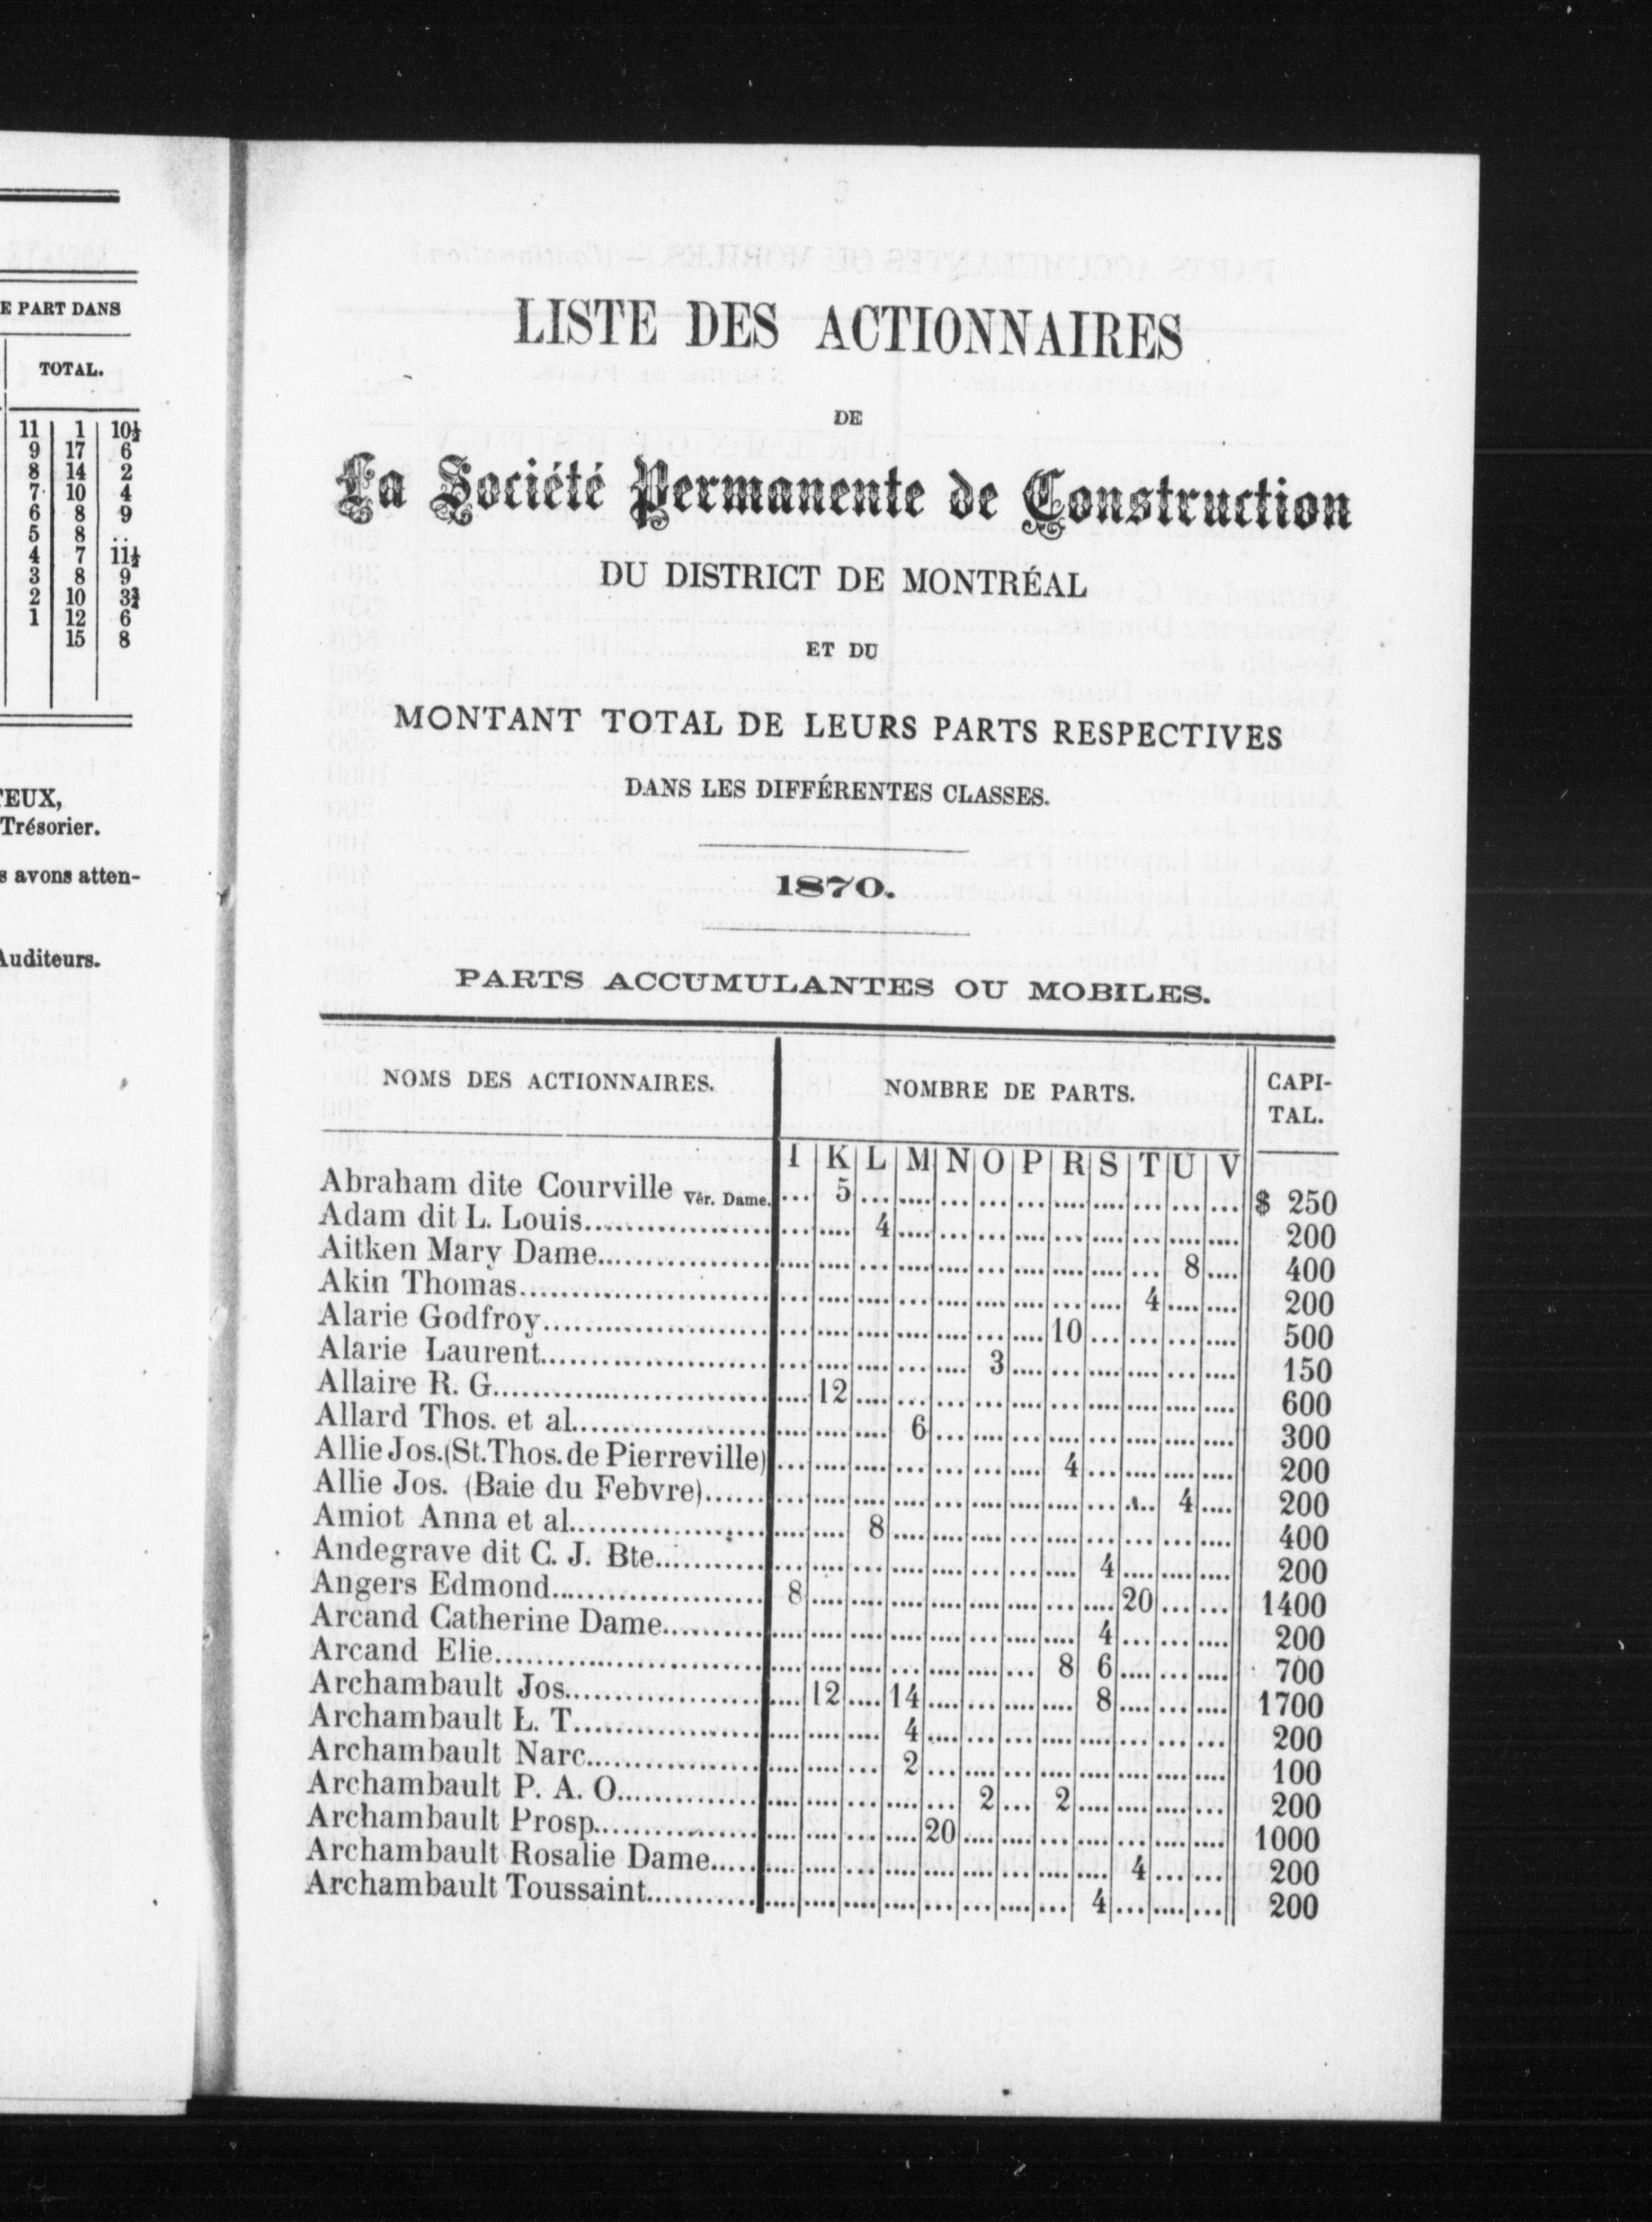 E PART DANS
TOTAL.
11 1 10½
9 17 6
8 14 2
7 10 4
6 8 9
5 8 ..
4 7 11½
3 8 9
2 10 3¾
1 12 6
15 8
TEUX,
Trésorier.
s avons atten-
Auditeurs.
LISTE DES ACTIONNAIRES
DE
La Société Permanente de Construction
DU DISTRICT DE MONTRÉAL
ET DU
MONTANT TOTAL DE LEURS PARTS RESPECTIVES
DANS LES DIFFÉRENTES CLASSES.
1870.
PARTS ACCUMULANTES OU MOBILES.
NOMS DES ACTIONNAIRES. NOMBRE DE PARTS. CAPI-
TAL.
I K L M N O P R S T U V
Abraham dite Courville Vér. Dame. ... 5 ... $ 250
Adam dit L. Louis ... 4 ... 200
Aitken Mary Dame ... 8 ... 400
Akin Thomas ... 4 ... 200
Alarie Godfroy ... 10 ... 500
Alarie Laurent ... 3 ... 150
Allaire R. G. ... 12 ... 600
Allard Thos. et al. ... 6 ... 300
Allie Jos. (St. Thos. de Pierreville) ... 4 ... 200
Allie Jos. (Baie du Febvre) ... 4 ... 200
Amiot Anna et al. ... 8 ... 400
Andegrave dit C. J. Bte. ... 4 ... 200
Angers Edmond ... 8 ... 20 ... 1400
Arcand Catherine Dame ... 4 ... 200
Arcand Elie ... 8 6 ... 700
Archambault Jos. ... 12 ... 14 ... 8 ... 1700
Archambault L. T. ... 4 ... 200
Archambault Narc. ... 2 ... 100
Archambault P. A. O. ... 2 ... 2 ... 200
Archambault Prosp. ... 20 ... 1000
Archambault Rosalie Dame ... 4 ... 200
Archambault Toussaint ... 4 ... 200